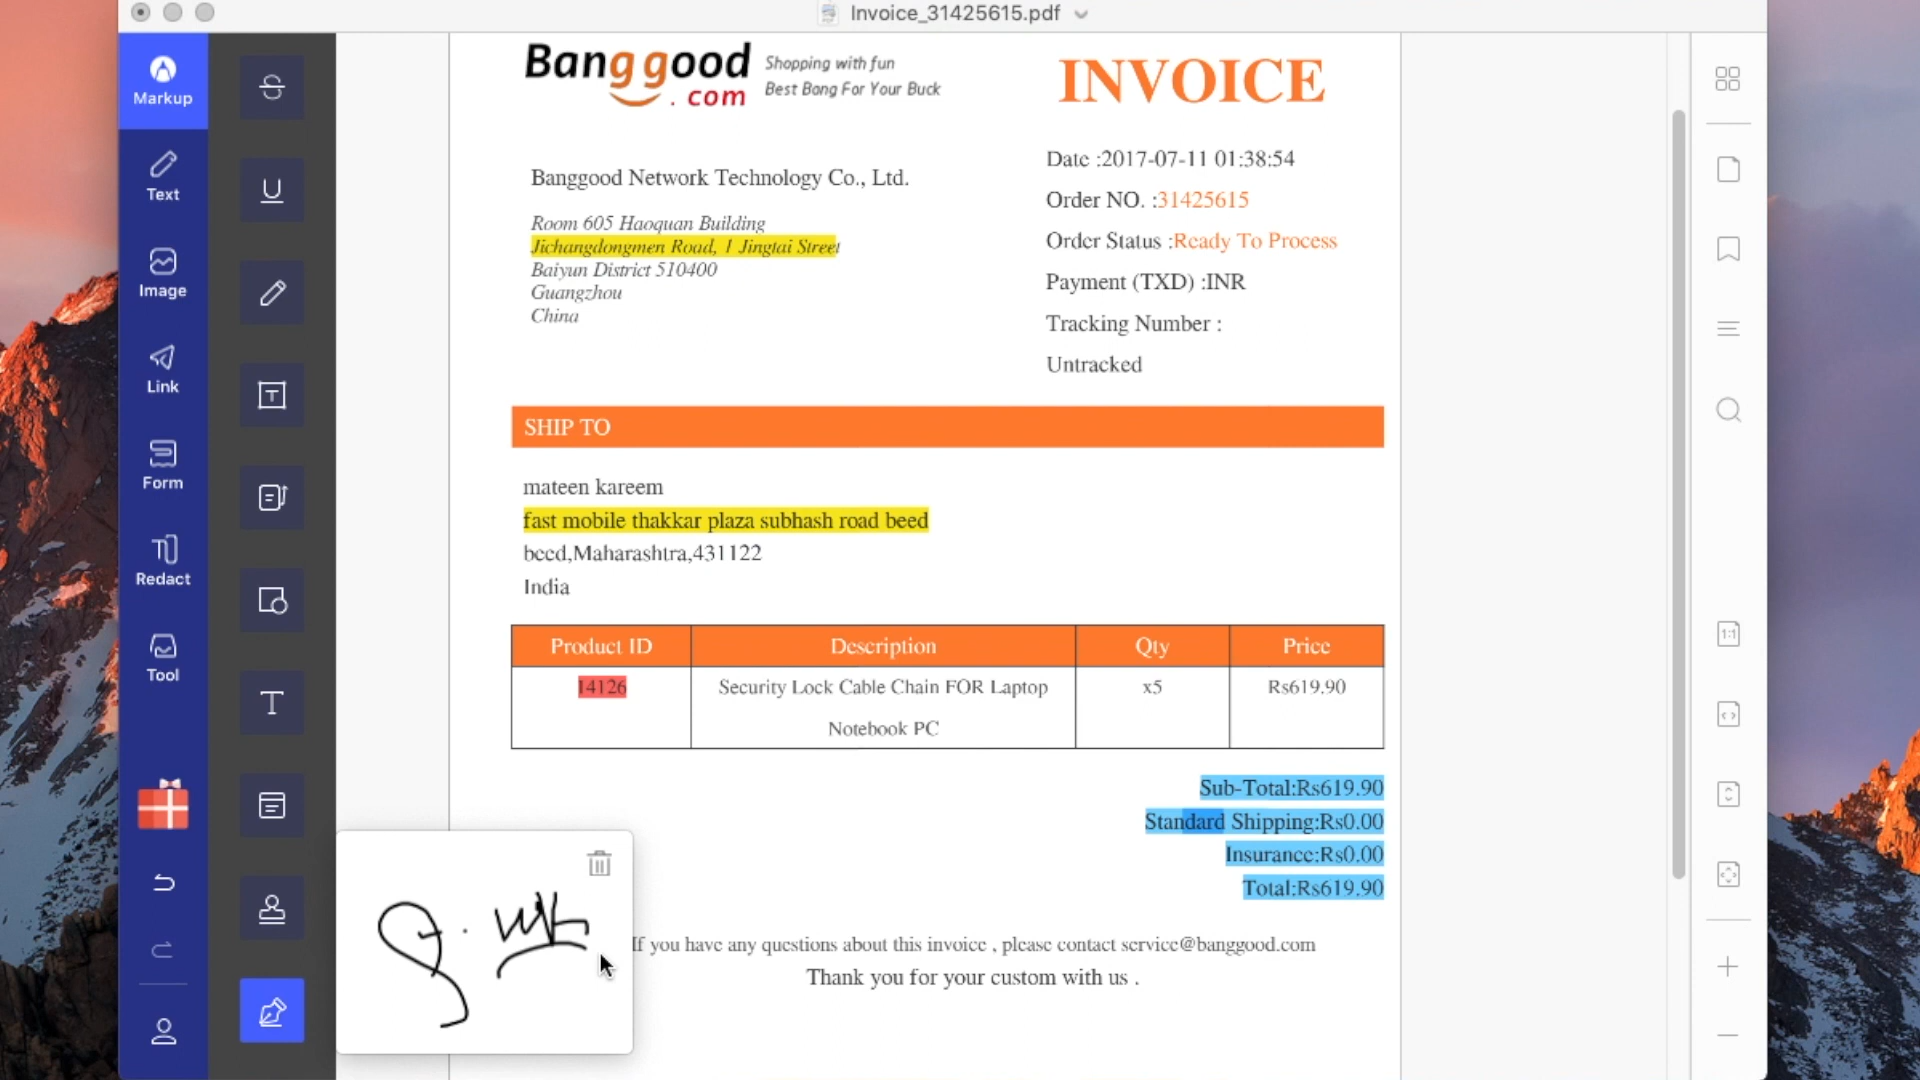 Invoice_31425615.pdf
Markup
Text
Image
Link
Form
Redact
Tool
Banggood
.com
Shopping with fun
Best Bang For Your Buck
INVOICE
Banggood Network Technology Co., Ltd.
Room 605 Haoquan Building
Jichangdongmen Road, 1 Jingtai Street
Baiyun District 510400
Guangzhou
China
Date :2017-07-11 01:38:54
Order NO. :31425615
Order Status :Ready To Process
Payment (TXD) :INR
Tracking Number :
Untracked
SHIP TO
mateen kareem
fast mobile thakkar plaza subhash road beed
beed,Maharashtra,431122
India
Product ID Description Qty Price
14126 Security Lock Cable Chain FOR Laptop x5 Rs619.90
Notebook PC
Sub-Total:Rs619.90
Standard Shipping:Rs0.00
Insurance:Rs0.00
Total:Rs619.90
If you have any questions about this invoice , please contact service@banggood.com
Thank you for your custom with us .
1:1